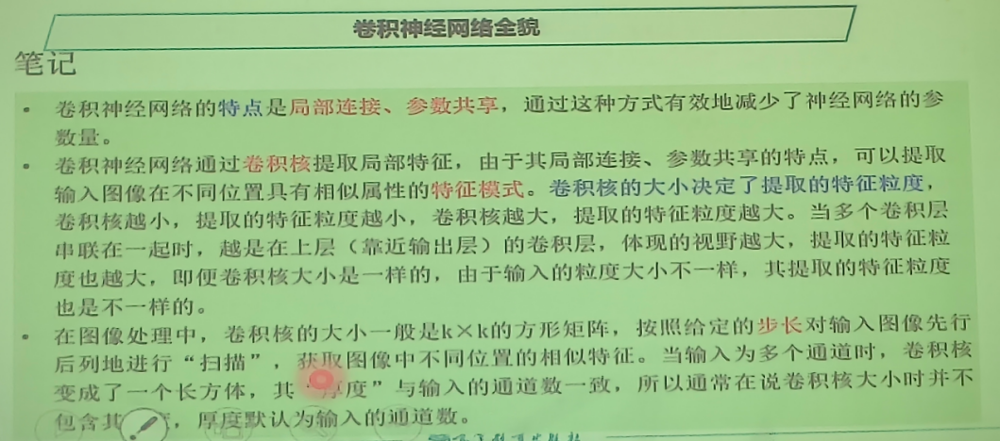 卷积神经网络全貌
笔记
• 卷积神经网络的特点是局部连接、参数共享，通过这种方式有效地减少了神经网络的参
数量。
• 卷积神经网络通过卷积核提取局部特征，由于其局部连接、参数共享的特点，可以提取
输入图像在不同位置具有相似属性的特征模式。卷积核的大小决定了提取的特征粒度，
卷积核越小，提取的特征粒度越小，卷积核越大，提取的特征粒度越大。当多个卷积层
串联在一起时，越是在上层（靠近输出层）的卷积层，体现的视野越大，提取的特征粒
度也越大，即便卷积核大小是一样的，由于输入的粒度大小不一样，其提取的特征粒度
也是不一样的。
• 在图像处理中，卷积核的大小一般是k×k的方形矩阵，按照给定的步长对输入图像先行
后列地进行“扫描”，获取图像中不同位置的相似特征。当输入为多个通道时，卷积核
变成了一个长方体，其“厚度”与输入的通道数一致，所以通常在说卷积核大小时并不
包含其 ，厚度默认为输入的通道数。